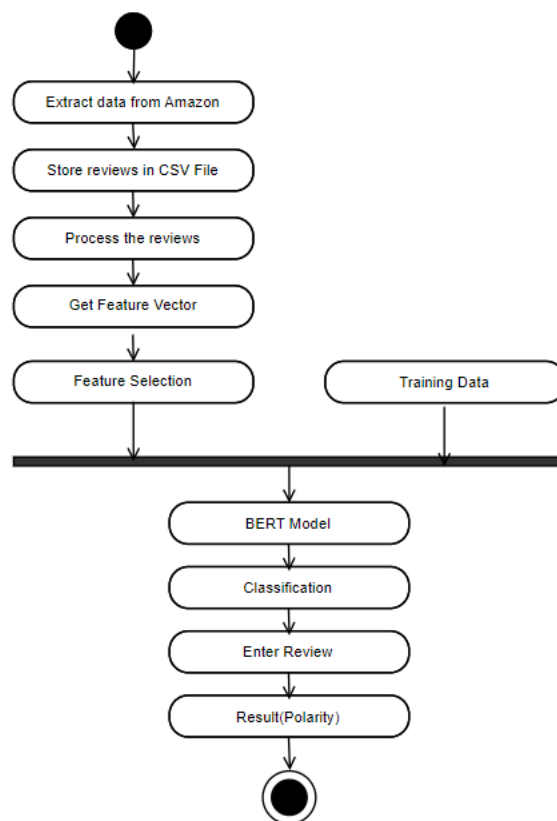 Extract data from Amazon
Store reviews in CSV File
Process the reviews
Get Feature Vector
Feature Selection
Training Data
BERT Model
Classification
Enter Review
Result(Polarity)